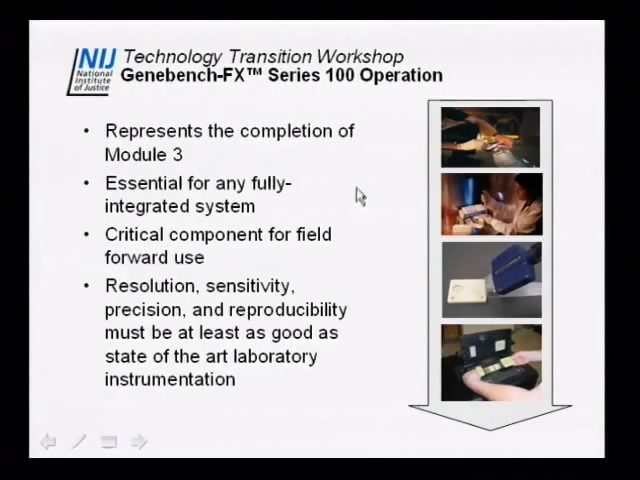 NIJ
National
Institute
of Justice
Technology Transition Workshop
Genebench-FX™ Series 100 Operation
• Represents the completion of
Module 3
• Essential for any fully-
integrated system
• Critical component for field
forward use
• Resolution, sensitivity,
precision, and reproducibility
must be at least as good as
state of the art laboratory
instrumentation